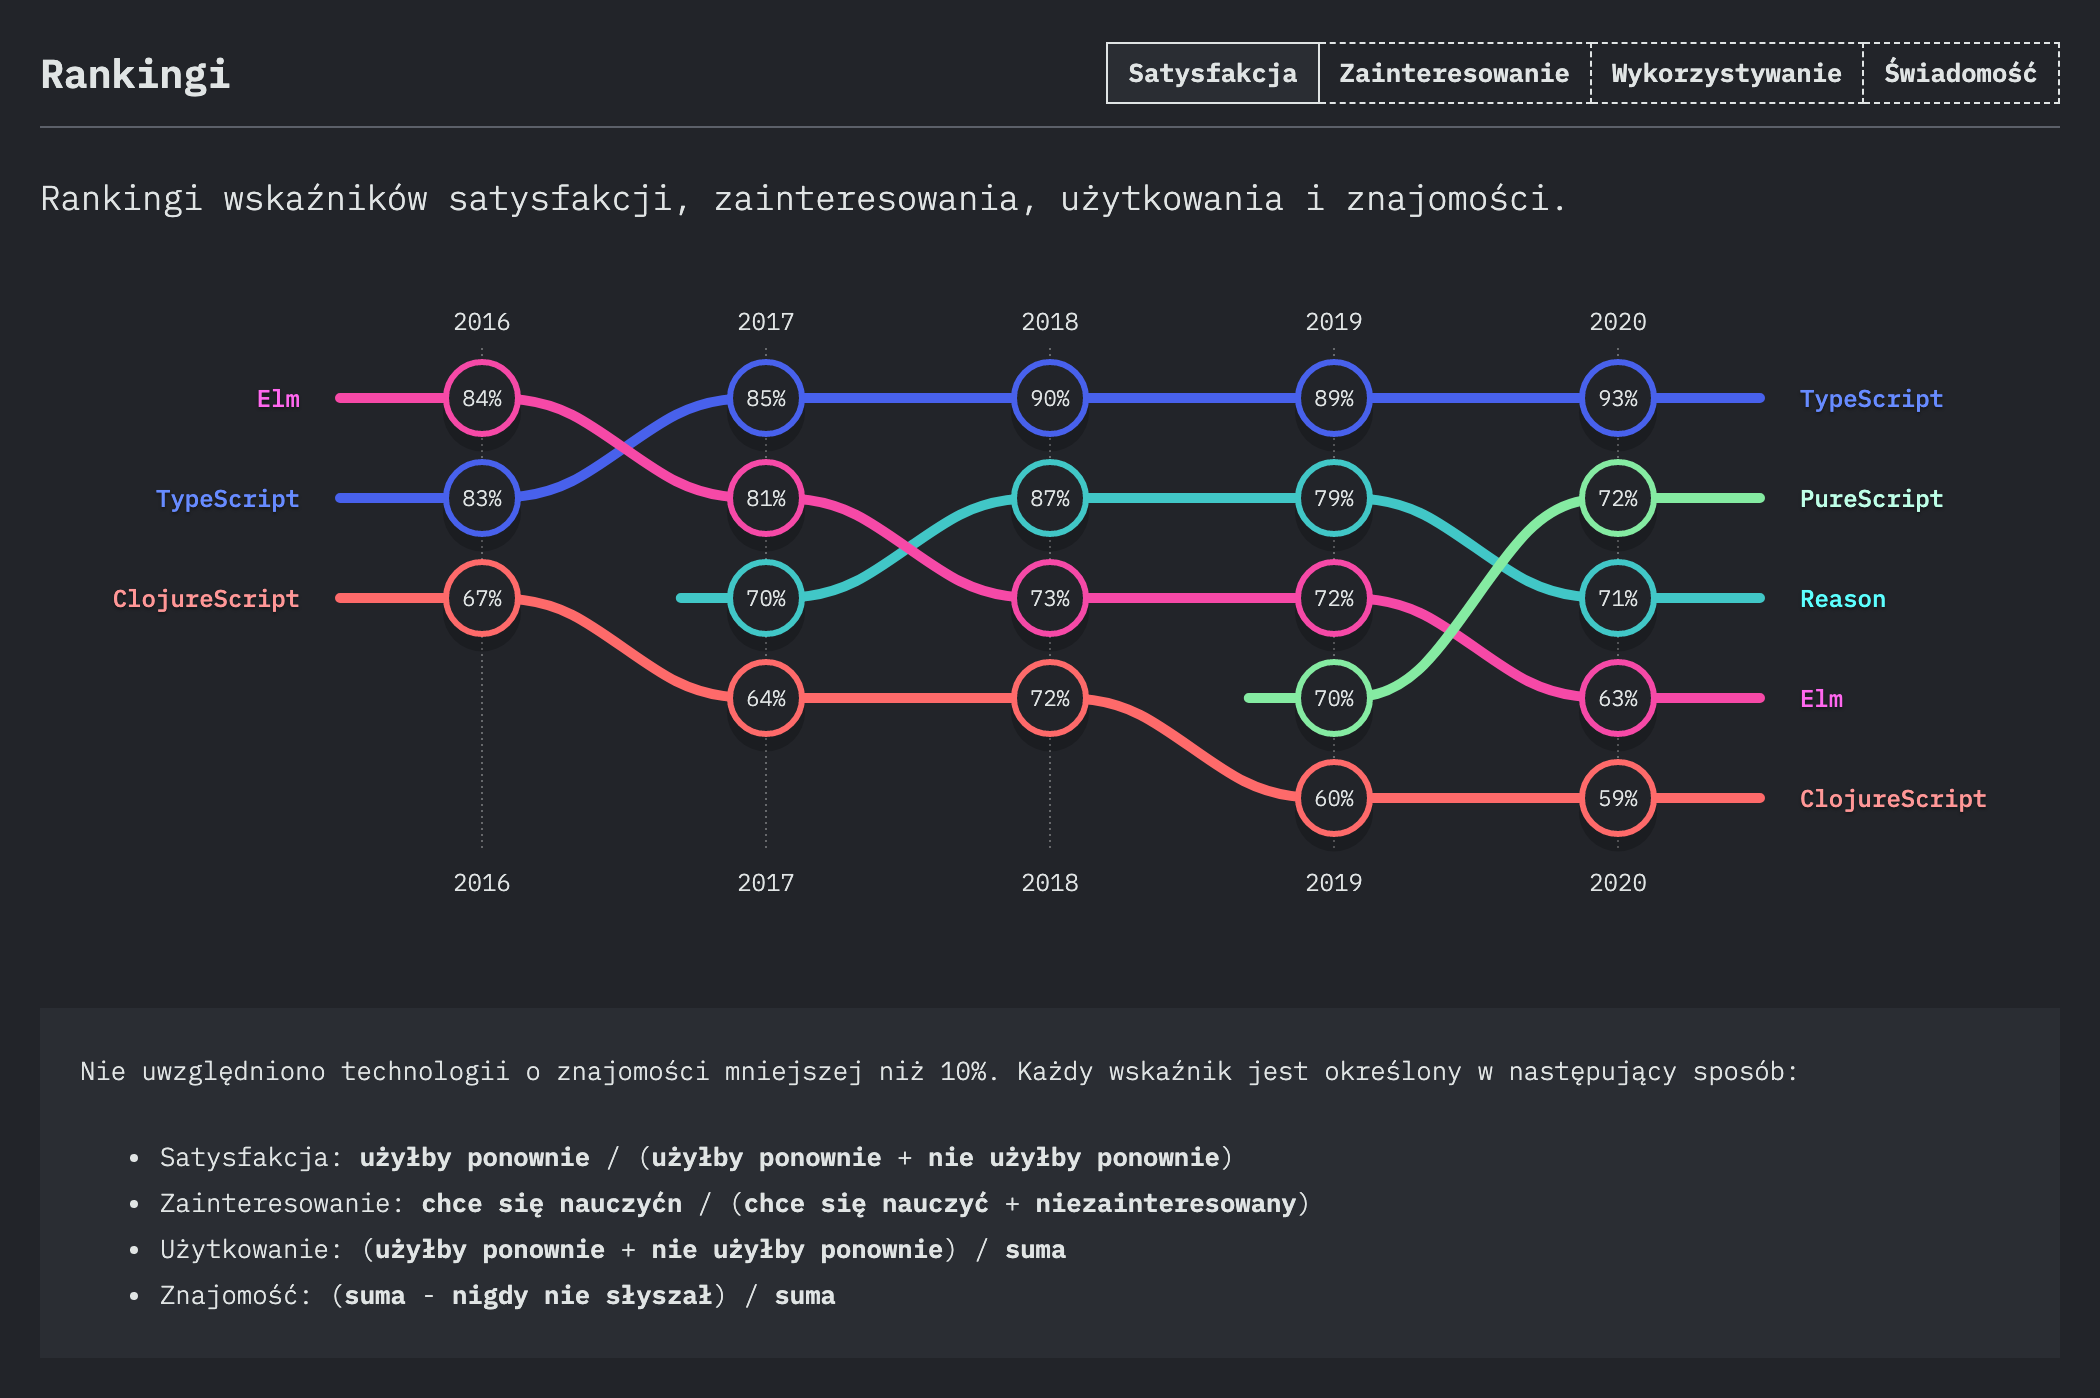 Rankingi
Satysfakcja Zainteresowanie Wykorzystywanie Świadomość
Rankingi wskaźników satysfakcji, zainteresowania, użytkowania i znajomości.
2016 2017 2018 2019 2020
Elm 84% 85% 90% 89% 93% TypeScript
TypeScript 83% 81% 87% 79% 72% PureScript
ClojureScript 67% 70% 73% 72% 71% Reason
64% 72% 70% 63% Elm
60% 59% ClojureScript
2016 2017 2018 2019 2020
Nie uwzględniono technologii o znajomości mniejszej niż 10%. Każdy wskaźnik jest określony w następujący sposób:
• Satysfakcja: użyłby ponownie / (użyłby ponownie + nie użyłby ponownie)
• Zainteresowanie: chce się nauczyćn / (chce się nauczyć + niezainteresowany)
• Użytkowanie: (użyłby ponownie + nie użyłby ponownie) / suma
• Znajomość: (suma - nigdy nie słyszał) / suma